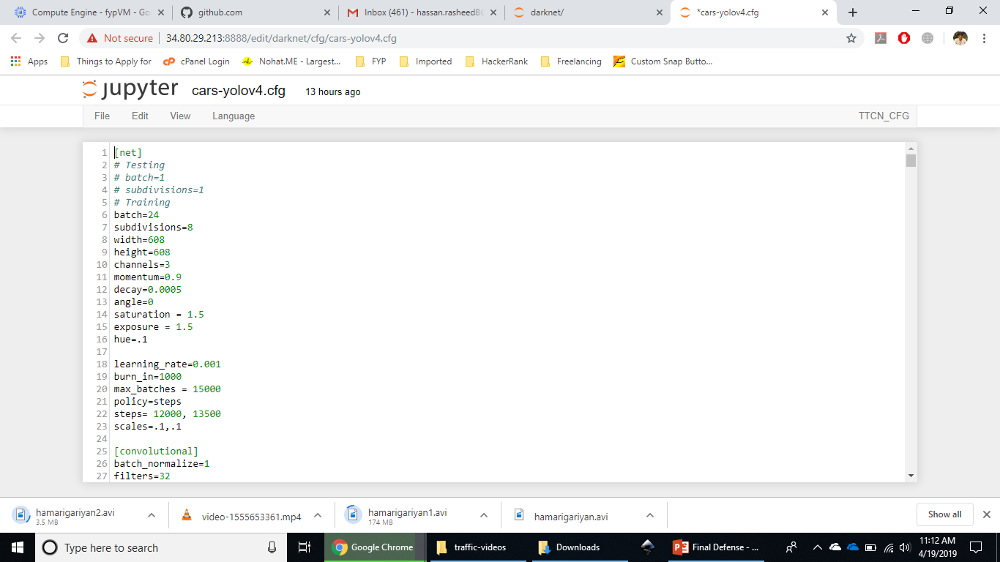 Compute Engine - fypVM - Go
github.com
Inbox (461) - hassan.rasheed8
darknet/
*cars-yolov4.cfg
Not secure
34.80.29.213:8888/edit/darknet/cfg/cars-yolov4.cfg
Apps
Things to Apply for
cPanel Login
Nohat.ME - Largest...
FYP
Imported
HackerRank
Freelancing
Custom Snap Butto...
jupyter cars-yolov4.cfg 13 hours ago
File Edit View Language TTCN_CFG
1 [net]
2 # Testing
3 # batch=1
4 # subdivisions=1
5 # Training
6 batch=24
7 subdivisions=8
8 width=608
9 height=608
10 channels=3
11 momentum=0.9
12 decay=0.0005
13 angle=0
14 saturation = 1.5
15 exposure = 1.5
16 hue=.1
17
18 learning_rate=0.001
19 burn_in=1000
20 max_batches = 15000
21 policy=steps
22 steps= 12000, 13500
23 scales=.1,.1
24
25 [convolutional]
26 batch_normalize=1
27 filters=32
hamarigariyan2.avi
3.5 MB
video-1555653361.mp4
hamarigariyan1.avi
174 MB
hamarigariyan.avi
Show all
Type here to search
Google Chrome
traffic-videos
Downloads
Final Defense - ...
11:12 AM
4/19/2019